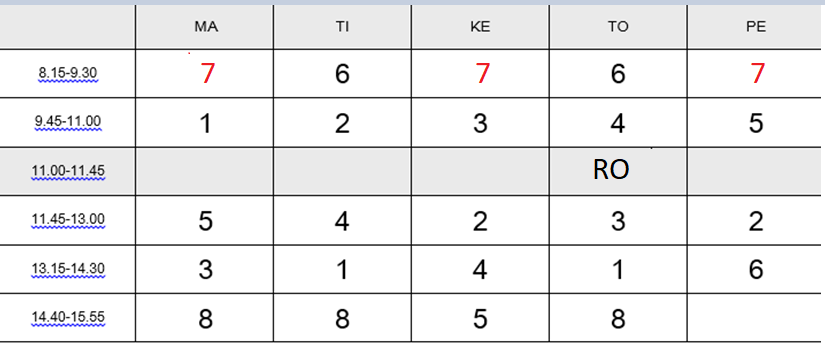 MA TI KE TO PE
8.15-9.30 7 6 7 6 7
9.45-11.00 1 2 3 4 5
11.00-11.45 RO
11.45-13.00 5 4 2 3 2
13.15-14.30 3 1 4 1 6
14.40-15.55 8 8 5 8